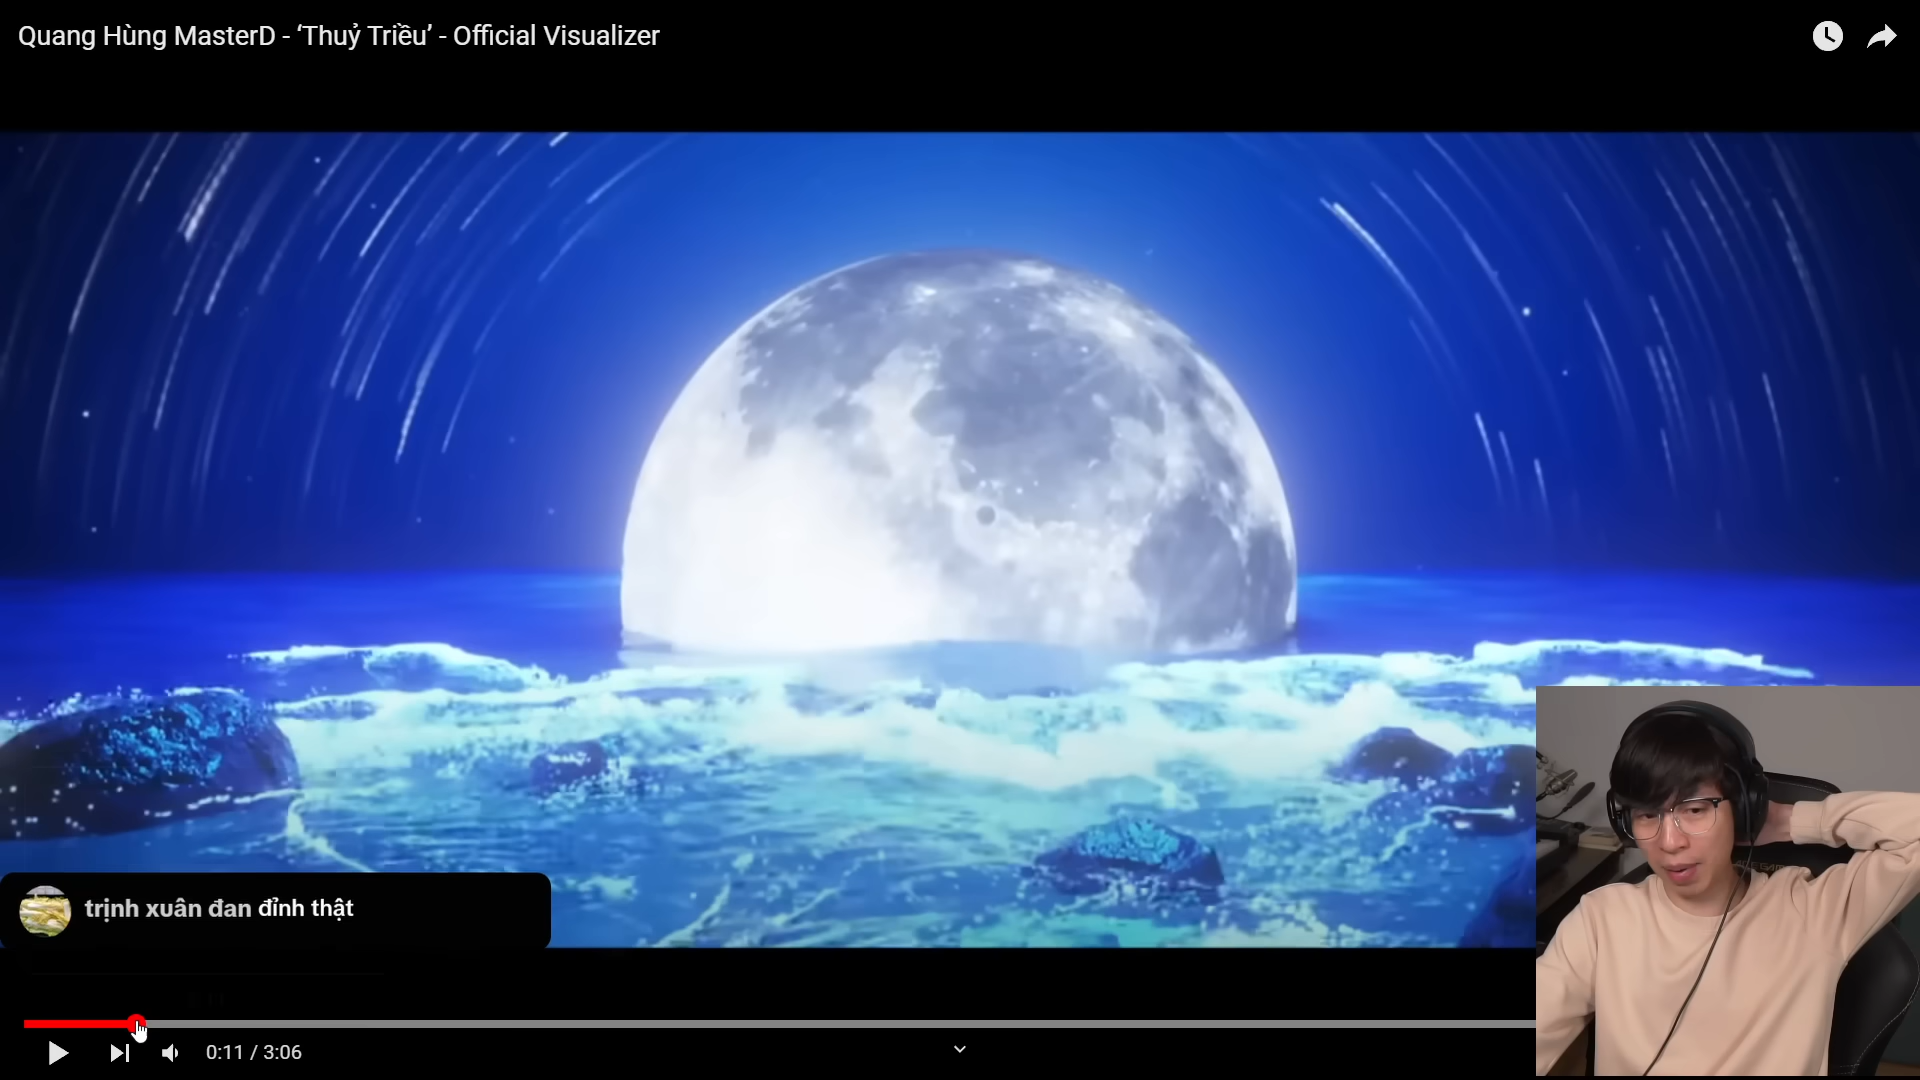 Quang Hùng MasterD - ‘Thuỷ Triều’ - Official Visualizer
trịnh xuân đan đỉnh thật
0:11 / 3:06